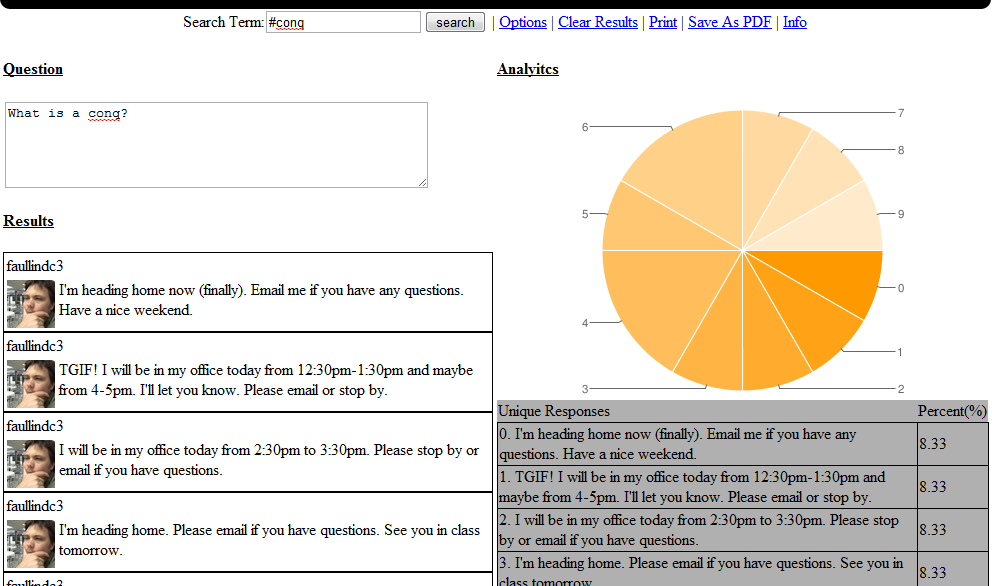 Search Term: #conq search | Options | Clear Results | Print | Save As PDF | Info
Question
What is a conq?
Results
faullindc3
I'm heading home now (finally). Email me if you have any questions.
Have a nice weekend.
faullindc3
TGIF! I will be in my office today from 12:30pm-1:30pm and maybe
from 4-5pm. I'll let you know. Please email or stop by.
faullindc3
I will be in my office today from 2:30pm to 3:30pm. Please stop by or
email if you have questions.
faullindc3
I'm heading home. Please email if you have questions. See you in class
tomorrow.
faullindc3
Analyitcs
7
6
8
5
9
0
4
1
3
2
Unique Responses Percent(%)
0. I'm heading home now (finally). Email me if you have any
questions. Have a nice weekend.
8.33
1. TGIF! I will be in my office today from 12:30pm-1:30pm and
maybe from 4-5pm. I'll let you know. Please email or stop by.
8.33
2. I will be in my office today from 2:30pm to 3:30pm. Please stop
by or email if you have questions.
8.33
3. I'm heading home. Please email if you have questions. See you in
class tomorrow.
8.33